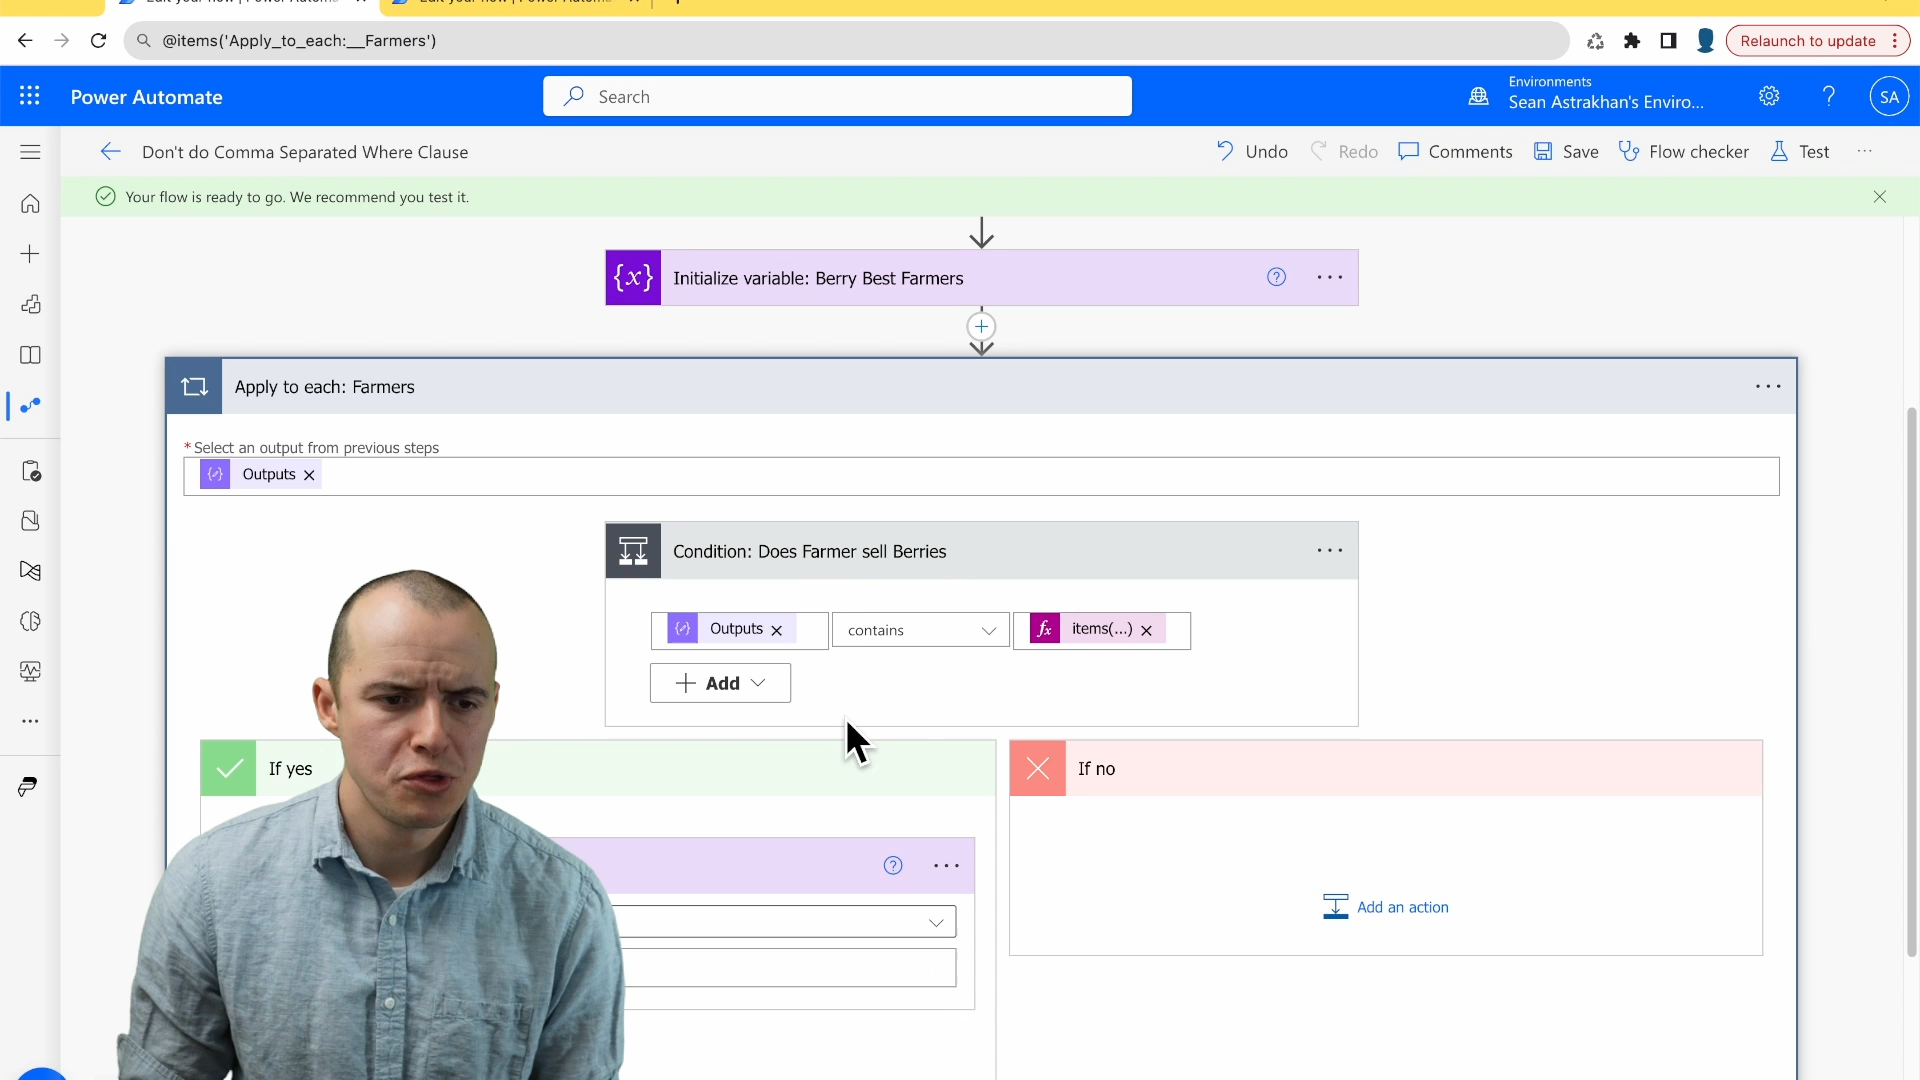 @items('Apply_to_each:__Farmers')
Relaunch to update
Power Automate
Search
Environments
Sean Astrakhan's Enviro...
SA
Don't do Comma Separated Where Clause
Undo
Redo
Comments
Save
Flow checker
Test
Your flow is ready to go. We recommend you test it.
{x} Initialize variable: Berry Best Farmers
Apply to each: Farmers
* Select an output from previous steps
Outputs
Condition: Does Farmer sell Berries
Outputs
contains
fx items(...)
Add
If yes
If no
Add an action